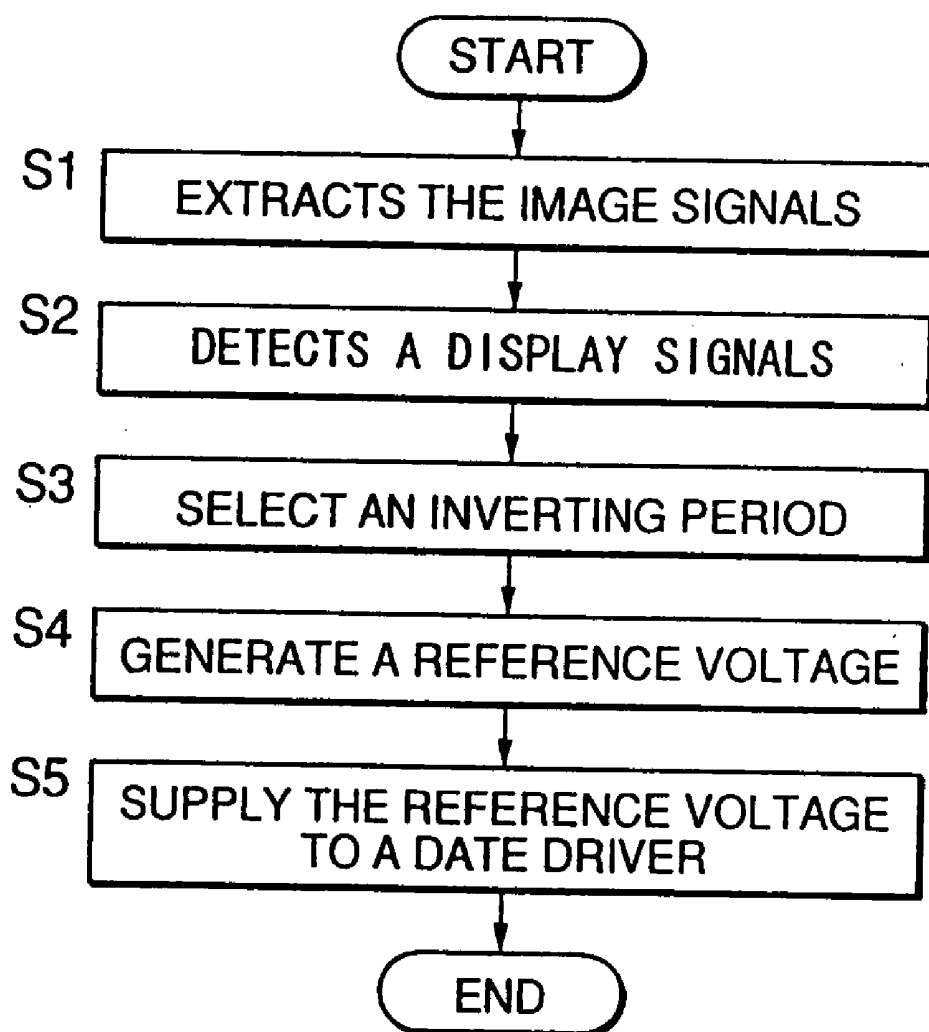 START
S1
EXTRACTS THE IMAGE SIGNALS
S2
DETECTS A DISPLAY SIGNALS
S3
SELECT AN INVERTING PERIOD
S4
GENERATE A REFERENCE VOLTAGE
S5
SUPPLY THE REFERENCE VOLTAGE
TO A DATE DRIVER
END